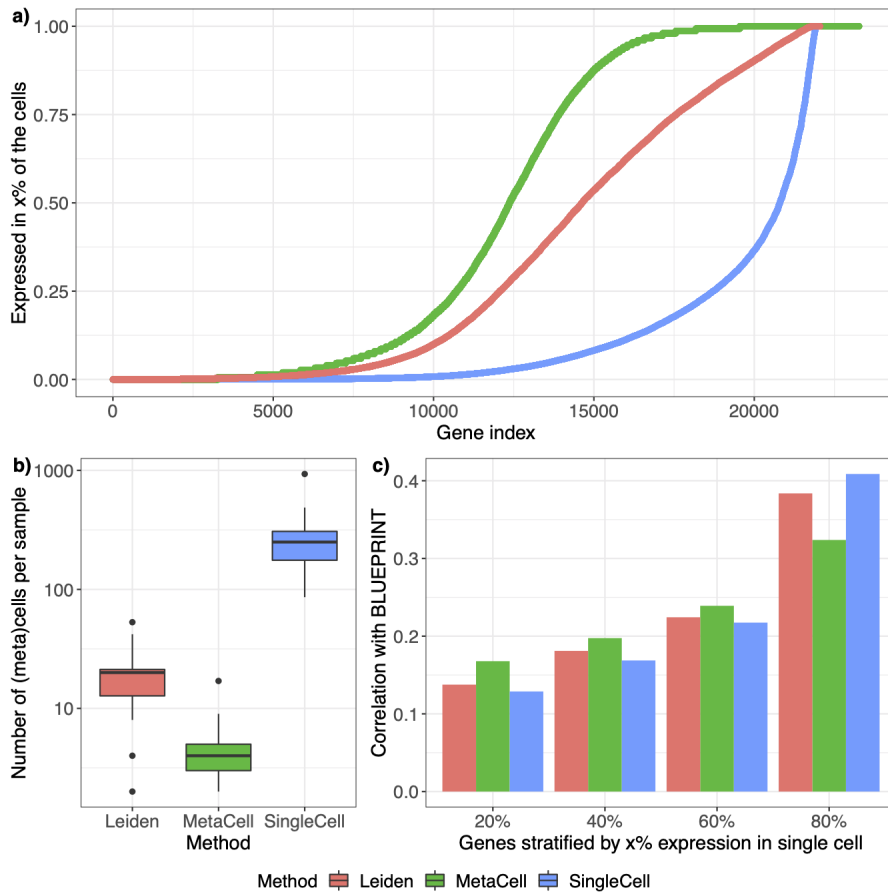 a)
Expressed in x% of the cells
1.00
0.75
0.50
0.25
0.00
0
5000
10000
15000
20000
Gene index
b)
Number of (meta)cells per sample
1000
100
10
Leiden
MetaCell
SingleCell
Method
c)
Correlation with BLUEPRINT
0.4
0.3
0.2
0.1
0.0
20%
40%
60%
80%
Genes stratified by x% expression in single cell
Method Leiden MetaCell SingleCell